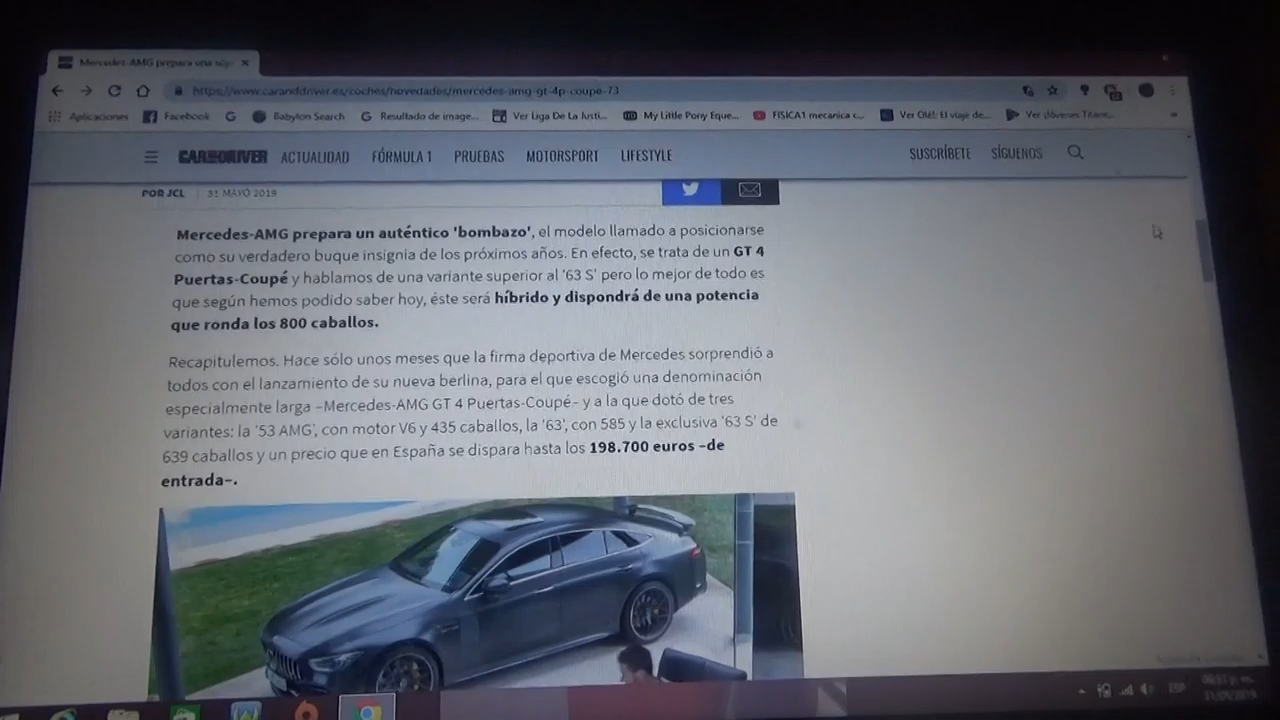 Mercedes-AMG prepara una súp
https://www.caranddriver.es/coches/novedades/mercedes-amg-gt-4p-coupe-73
Aplicaciones Facebook Babylon Search Resultado de image... Ver Liga De La Justi... My Little Pony Eque... FISICA1 mecanica c... Ver Olé!: El viaje de... Ver Jóvenes Titane...
CAR AND DRIVER ACTUALIDAD FÓRMULA 1 PRUEBAS MOTORSPORT LIFESTYLE SUSCRÍBETE SÍGUENOS
POR JCL 31 MAYO 2019
Mercedes-AMG prepara un auténtico 'bombazo', el modelo llamado a posicionarse
como su verdadero buque insignia de los próximos años. En efecto, se trata de un GT 4
Puertas-Coupé y hablamos de una variante superior al '63 S' pero lo mejor de todo es
que según hemos podido saber hoy, éste será híbrido y dispondrá de una potencia
que ronda los 800 caballos.
Recapitulemos. Hace sólo unos meses que la firma deportiva de Mercedes sorprendió a
todos con el lanzamiento de su nueva berlina, para el que escogió una denominación
especialmente larga –Mercedes-AMG GT 4 Puertas-Coupé– y a la que dotó de tres
variantes: la '53 AMG', con motor V6 y 435 caballos, la '63', con 585 y la exclusiva '63 S' de
639 caballos y un precio que en España se dispara hasta los 198.700 euros –de
entrada–.
ESP